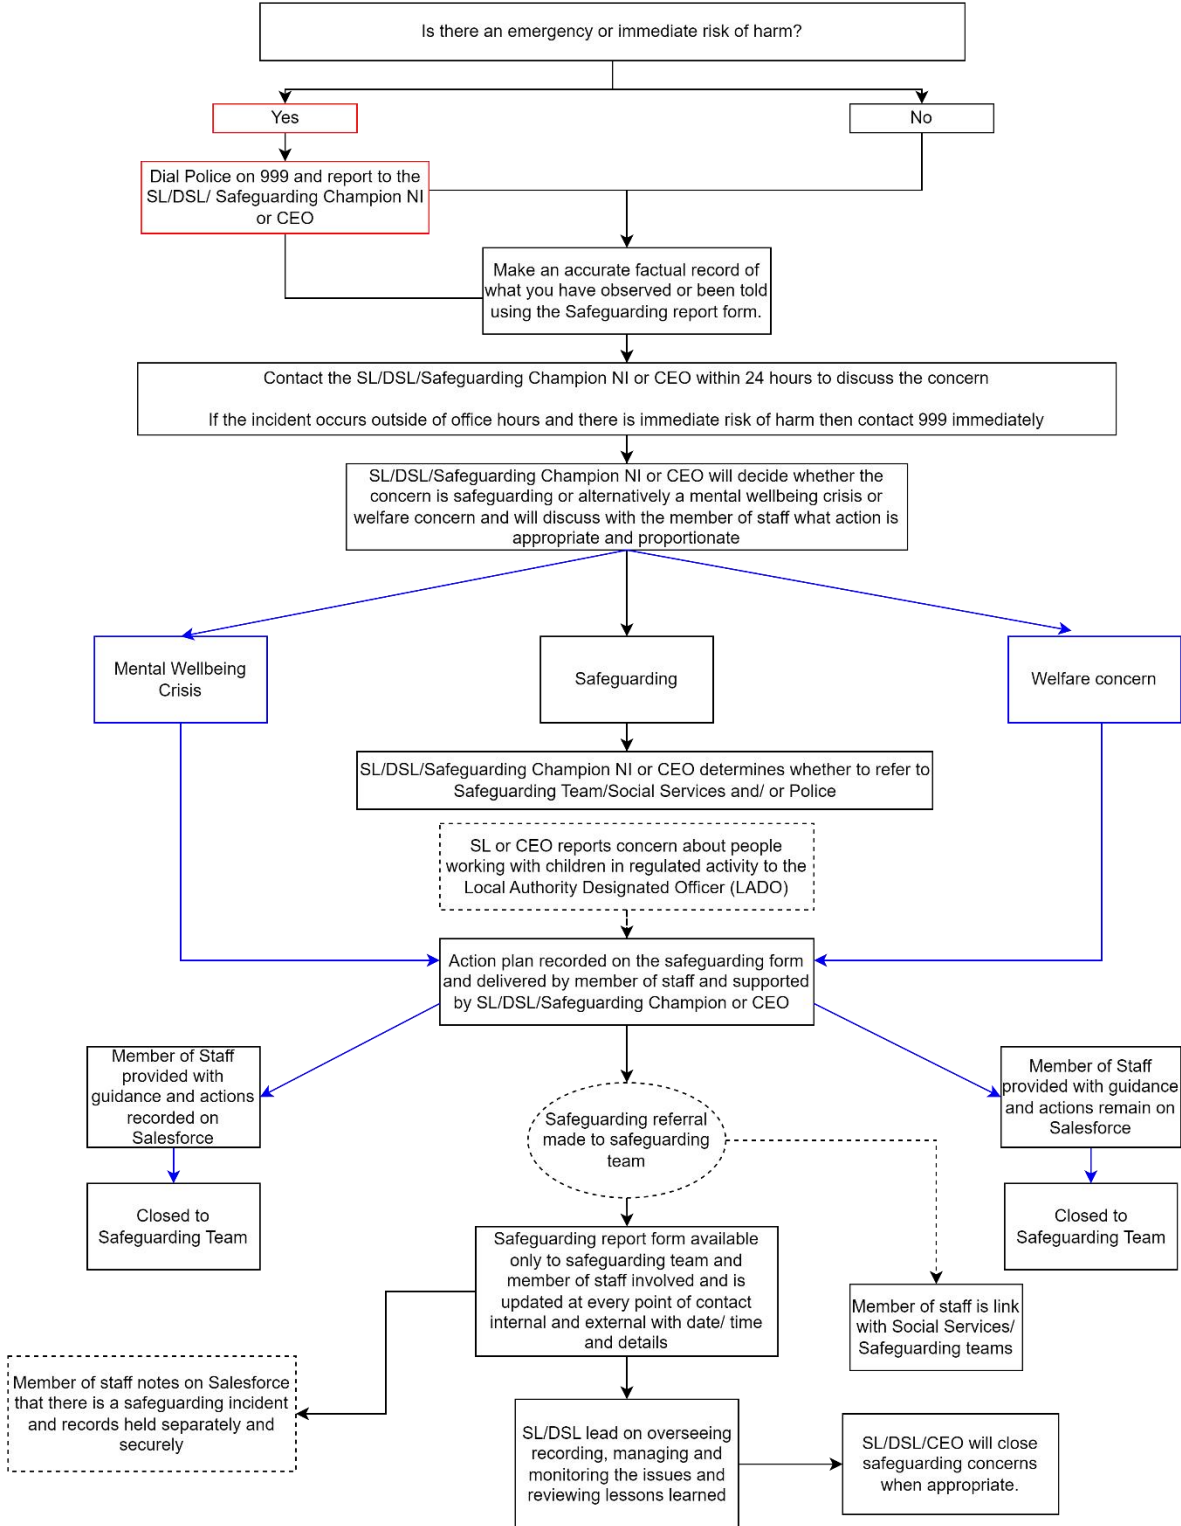 Is there an emergency or immediate risk of harm?
Yes
No
Dial Police on 999 and report to the
SL/DSL/ Safeguarding Champion NI
or CEO
Make an accurate factual record of
what you have observed or been told
using the Safeguarding report form.
Contact the SL/DSL/Safeguarding Champion NI or CEO within 24 hours to discuss the concern
If the incident occurs outside of office hours and there is immediate risk of harm then contact 999 immediately
SL/DSL/Safeguarding Champion NI or CEO will decide whether the
concern is safeguarding or alternatively a mental wellbeing crisis or
welfare concern and will discuss with the member of staff what action is
appropriate and proportionate
Mental Wellbeing
Crisis
Safeguarding
Welfare concern
SL/DSL/Safeguarding Champion NI or CEO determines whether to refer to
Safeguarding Team/Social Services and/ or Police
SL or CEO reports concern about people
working with children in regulated activity to the
Local Authority Designated Officer (LADO)
Action plan recorded on the safeguarding form
and delivered by member of staff and supported
by SL/DSL/Safeguarding Champion or CEO
Member of Staff
provided with
guidance and actions
recorded on
Salesforce
Closed to
Safeguarding Team
Safeguarding referral
made to safeguarding
team
Member of Staff
provided with guidance
and actions remain on
Salesforce
Closed to
Safeguarding Team
Safeguarding report form available
only to safeguarding team and
member of staff involved and is
updated at every point of contact
internal and external with date/ time
and details
Member of staff is link
with Social Services/
Safeguarding teams
Member of staff notes on Salesforce
that there is a safeguarding incident
and records held separately and
securely
SL/DSL lead on overseeing
recording, managing and
monitoring the issues and
reviewing lessons learned
SL/DSL/CEO will close
safeguarding concerns
when appropriate.